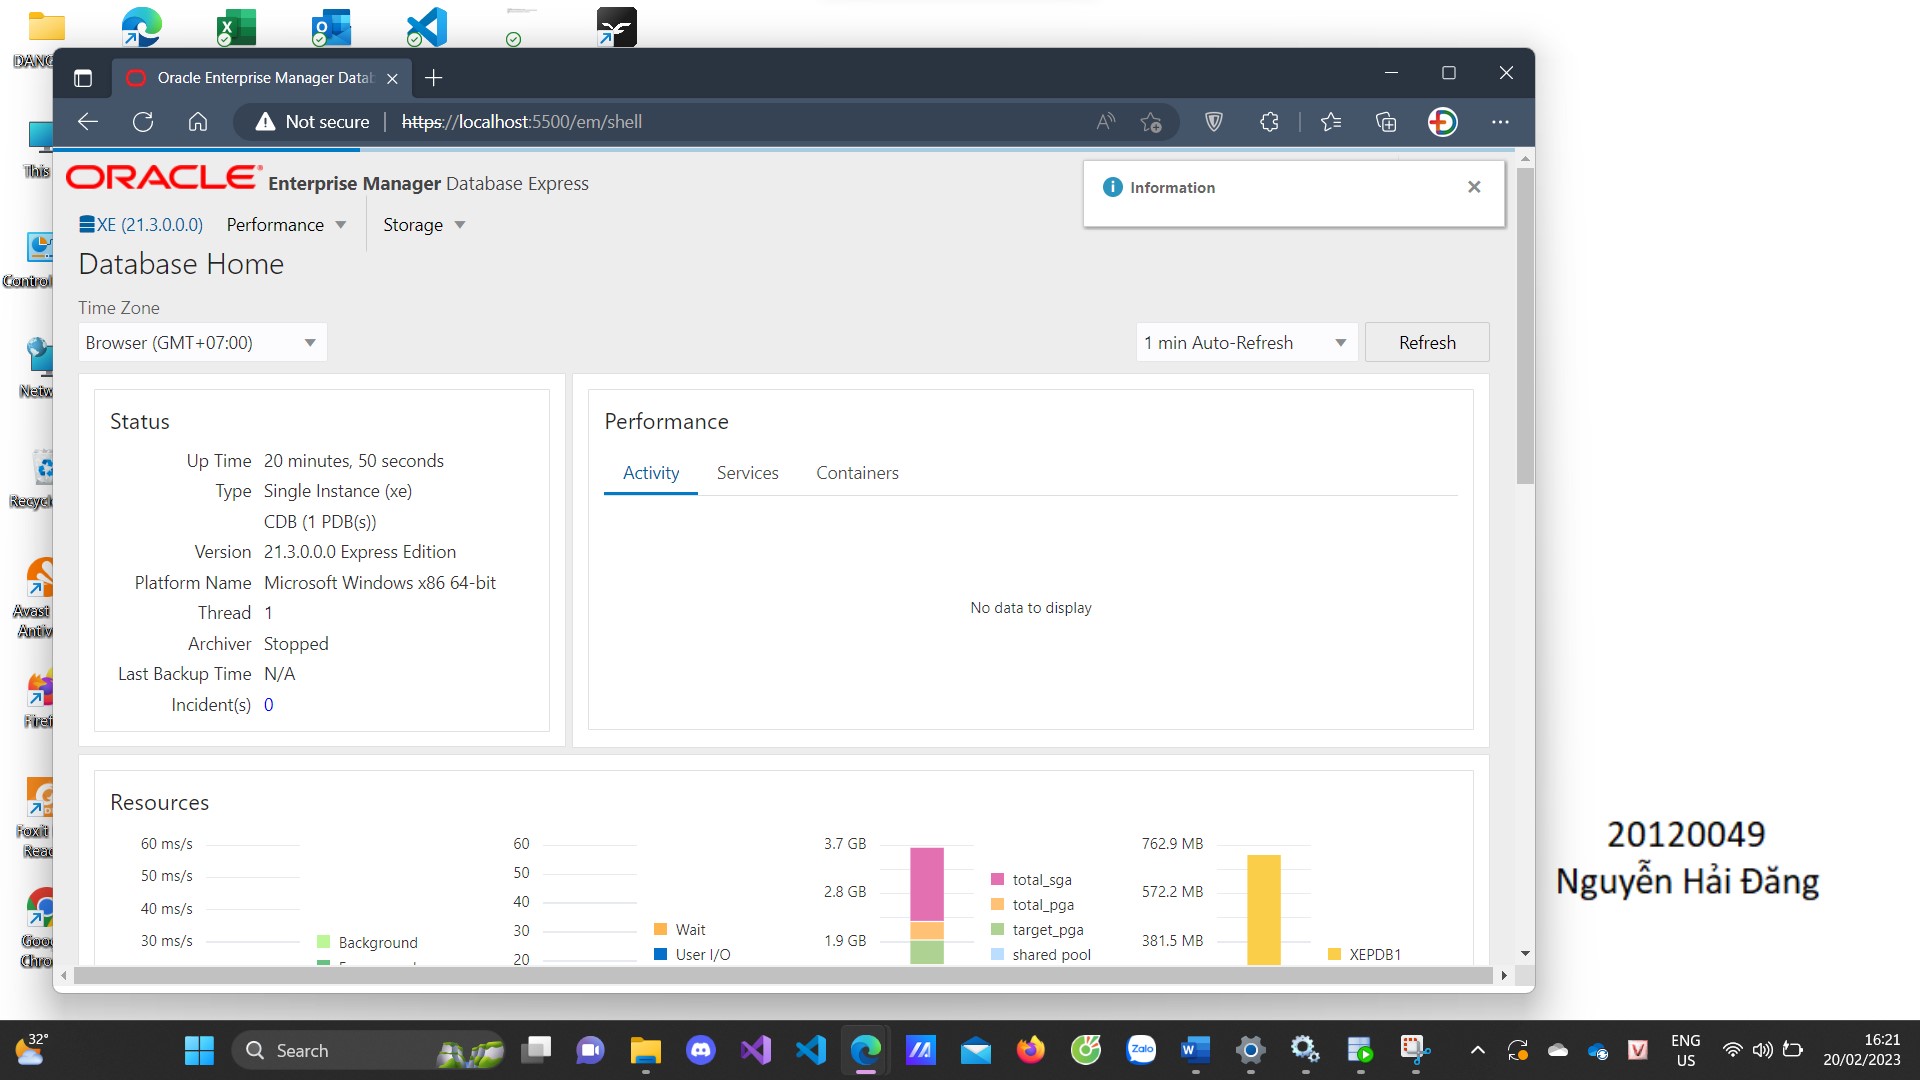 DANG
This
Control
Netw
Recycle
Avast
Antiv
Firef
Foxit
Read
Goog
Chro
Oracle Enterprise Manager Datab
Not secure
https://localhost:5500/em/shell
ORACLE Enterprise Manager Database Express
Information
XE (21.3.0.0.0)
Performance
Storage
Database Home
Time Zone
Browser (GMT+07:00)
1 min Auto-Refresh
Refresh
Status
Up Time 20 minutes, 50 seconds
Type Single Instance (xe)
CDB (1 PDB(s))
Version 21.3.0.0.0 Express Edition
Platform Name Microsoft Windows x86 64-bit
Thread 1
Archiver Stopped
Last Backup Time N/A
Incident(s) 0
Performance
Activity Services Containers
No data to display
Resources
60 ms/s
50 ms/s
40 ms/s
30 ms/s
Background
60
50
40
30
20
Wait
User I/O
3.7 GB
2.8 GB
1.9 GB
total_sga
total_pga
target_pga
shared pool
762.9 MB
572.2 MB
381.5 MB
XEPDB1
20120049
Nguyễn Hải Đăng
32°
Search
Zalo
ENG
US
16:21
20/02/2023